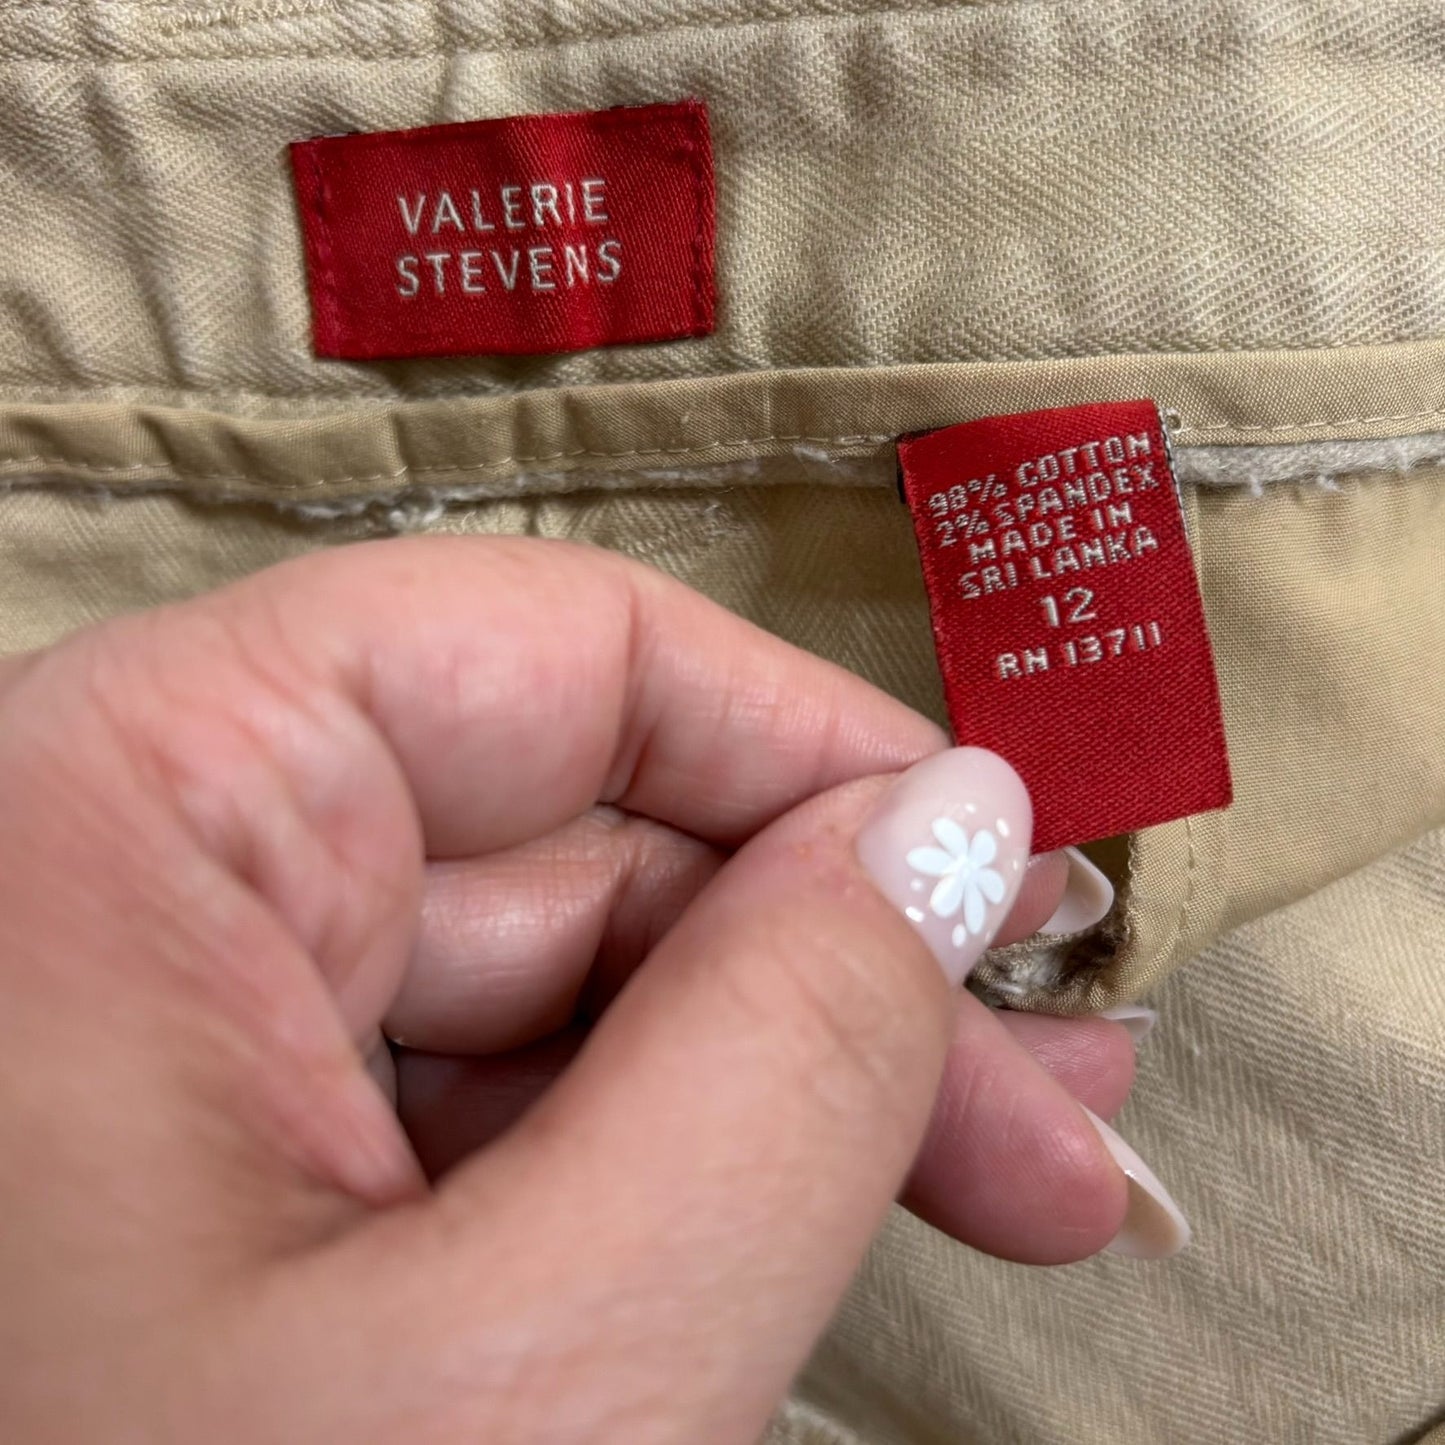 VALERIE
STEVENS
98% COTTON
2% SPANDEX
MADE IN
SRI LANKA
12
RN 13711